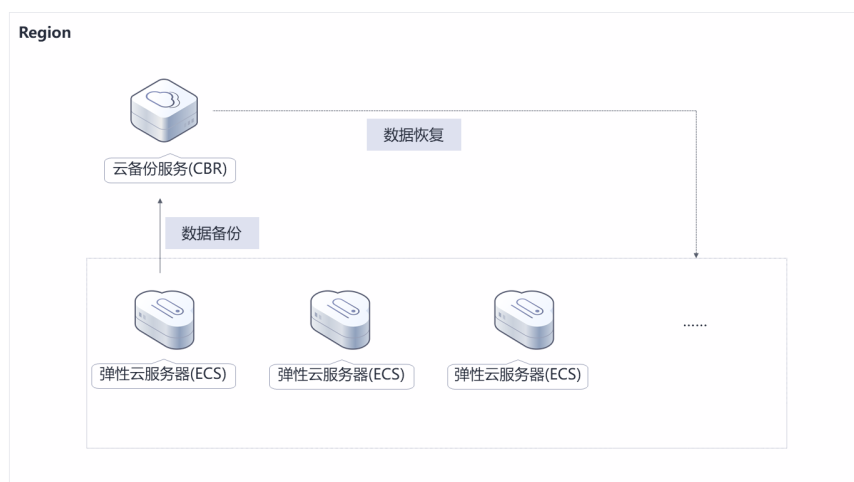 Region
数据恢复
云备份服务(CBR)
数据备份
弹性云服务器(ECS)
弹性云服务器(ECS)
弹性云服务器(ECS)
......